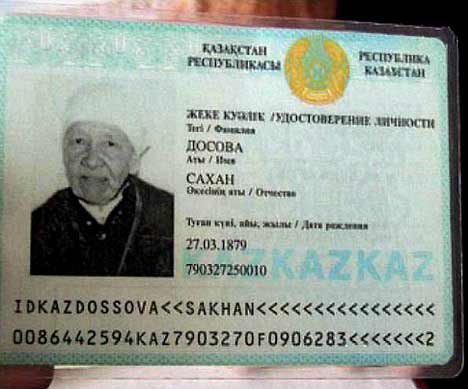 ҚАЗАҚСТАН РЕСПУБЛИКАСЫ
РЕСПУБЛИКА КАЗАХСТАН
ЖЕКЕ КУӘЛІК / УДОСТОВЕРЕНИЕ ЛИЧНОСТИ
Тегі / Фамилия
ДОСОВА
Аты / Имя
САХАН
Әкесінің аты / Отчество
Туған күні, айы, жылы / Дата рождения
27.03.1879
KAZKAZKAZ
790327250010
IDKAZDOSSOVA<<SAKHAN<<<<<<<<<<<<<<<<
0086442594KAZ7903270F0906283<<<<<<<2